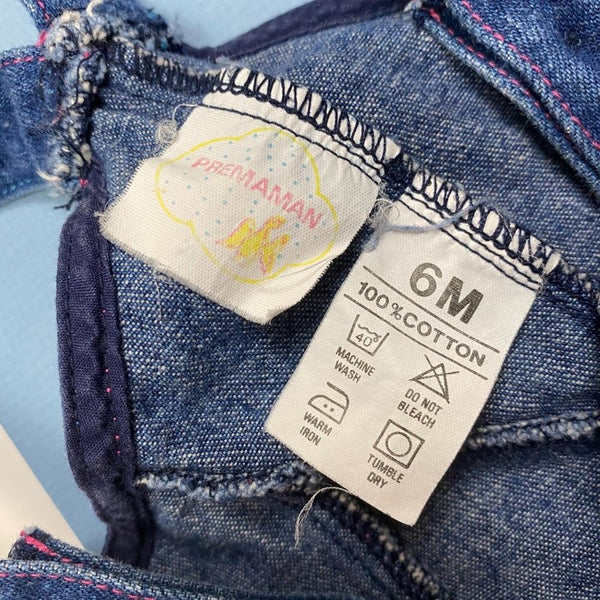 PREMAMAN
6M
100% COTTON
40°
MACHINE
WASH
DO NOT
BLEACH
WARM
IRON
TUMBLE
DRY